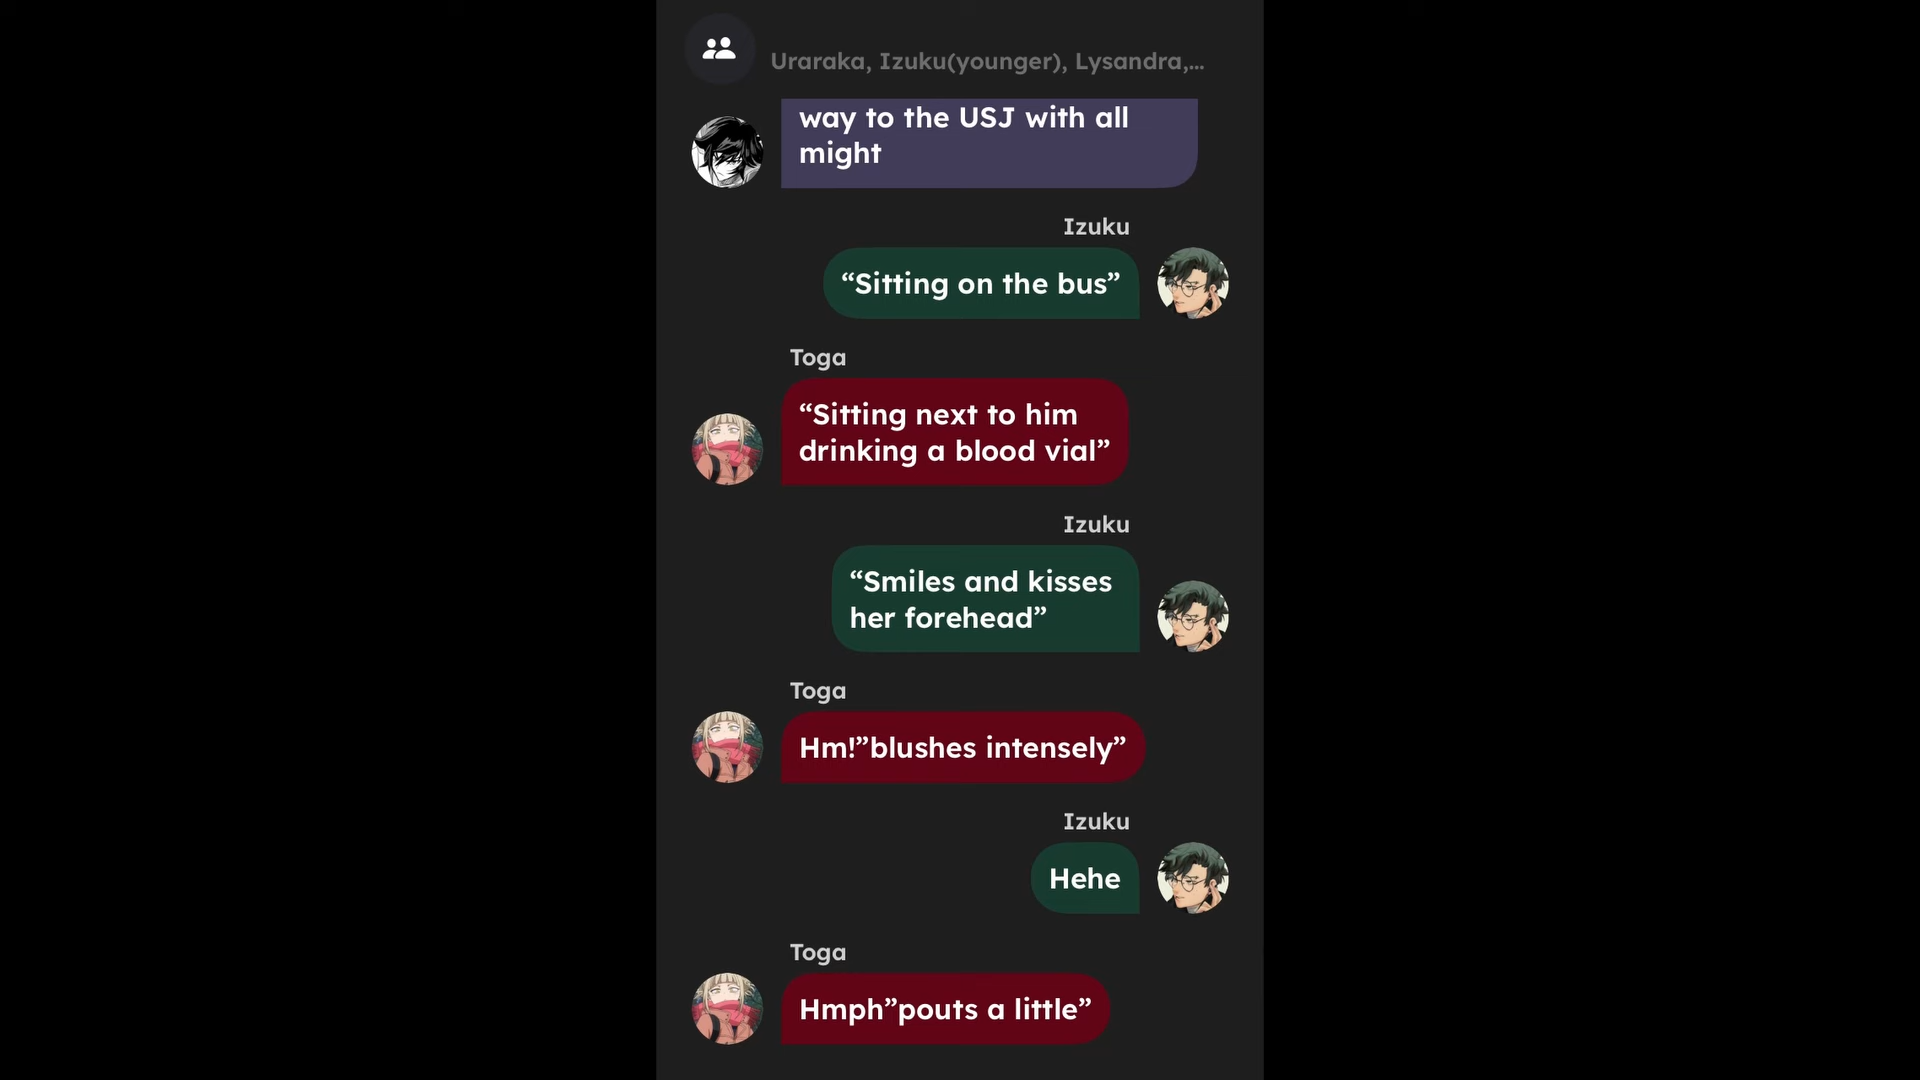 Uraraka, Izuku(younger), Lysandra,...
way to the USJ with all
might
Izuku
“Sitting on the bus”
Toga
“Sitting next to him
drinking a blood vial”
Izuku
“Smiles and kisses
her forehead”
Toga
Hm!”blushes intensely”
Izuku
Hehe
Toga
Hmph”pouts a little”